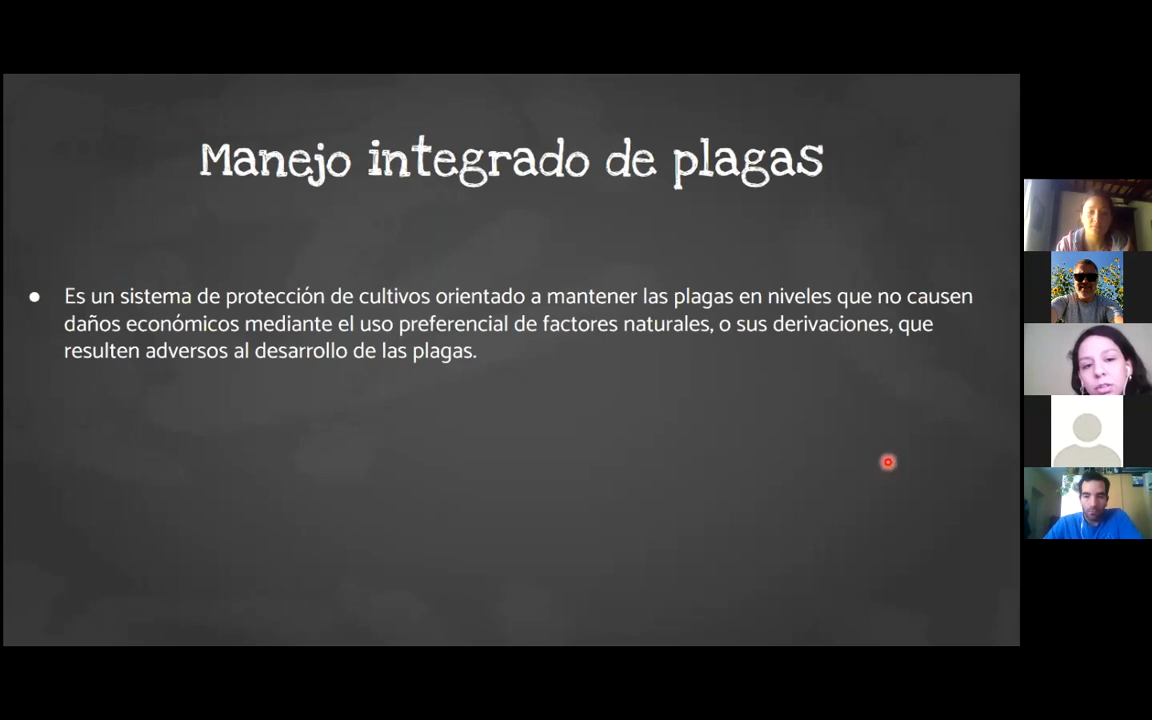 Manejo integrado de plagas
● Es un sistema de protección de cultivos orientado a mantener las plagas en niveles que no causen
daños económicos mediante el uso preferencial de factores naturales, o sus derivaciones, que
resulten adversos al desarrollo de las plagas.